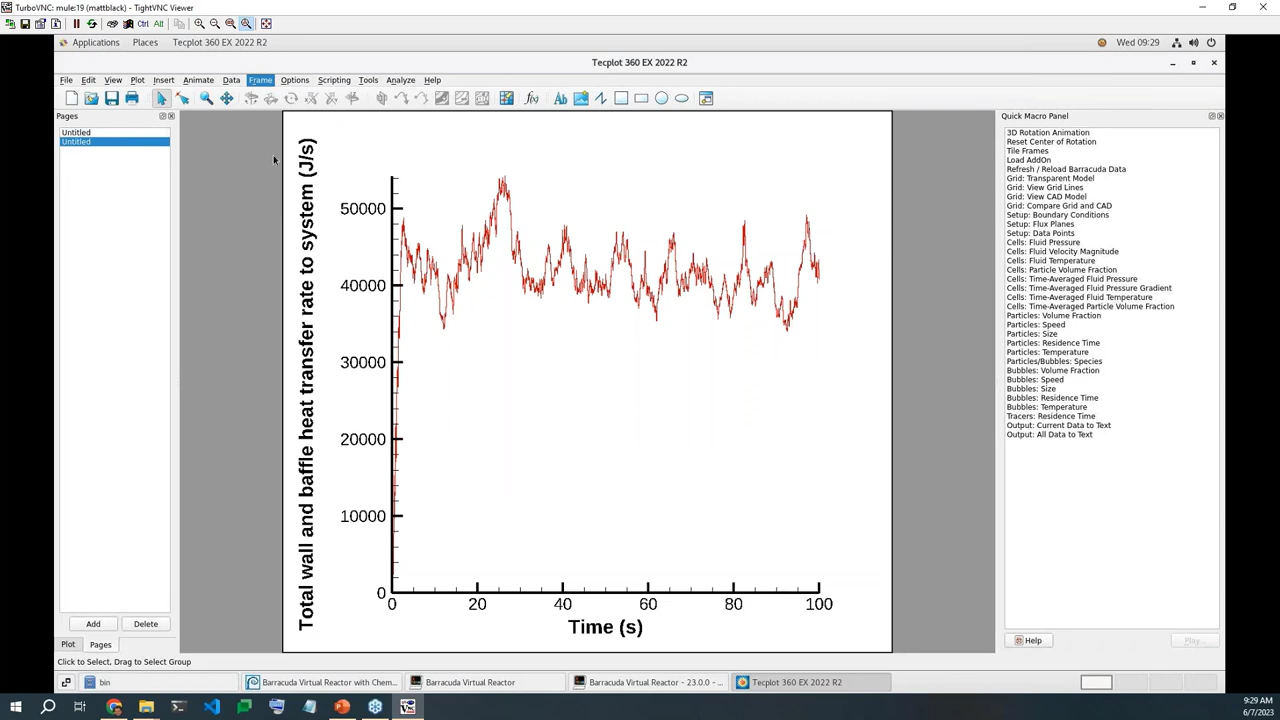 TurboVNC: mule:19 (mattblack) - TightVNC Viewer
Ctrl Alt
Applications Places Tecplot 360 EX 2022 R2 Wed 09:29
Tecplot 360 EX 2022 R2
File Edit View Plot Insert Animate Data Frame Options Scripting Tools Analyze Help
Pages
Untitled
Untitled
Add Delete
Plot Pages
Click to Select, Drag to Select Group
Total wall and baffle heat transfer rate to system (J/s)
50000
40000
30000
20000
10000
0
0 20 40 60 80 100
Time (s)
Quick Macro Panel
3D Rotation Animation
Reset Center of Rotation
Tile Frames
Load AddOn
Refresh / Reload Barracuda Data
Grid: Transparent Model
Grid: View Grid Lines
Grid: View CAD Model
Grid: Compare Grid and CAD
Setup: Boundary Conditions
Setup: Flux Planes
Setup: Data Points
Cells: Fluid Pressure
Cells: Fluid Velocity Magnitude
Cells: Fluid Temperature
Cells: Particle Volume Fraction
Cells: Time-Averaged Fluid Pressure
Cells: Time-Averaged Fluid Pressure Gradient
Cells: Time-Averaged Fluid Temperature
Cells: Time-Averaged Particle Volume Fraction
Particles: Volume Fraction
Particles: Speed
Particles: Size
Particles: Residence Time
Particles: Temperature
Particles/Bubbles: Species
Bubbles: Volume Fraction
Bubbles: Speed
Bubbles: Size
Bubbles: Residence Time
Bubbles: Temperature
Tracers: Residence Time
Output: Current Data to Text
Output: All Data to Text
Help Play...
bin Barracuda Virtual Reactor with Chem... Barracuda Virtual Reactor Barracuda Virtual Reactor - 23.0.0 - ... Tecplot 360 EX 2022 R2
9:29 AM
6/7/2023